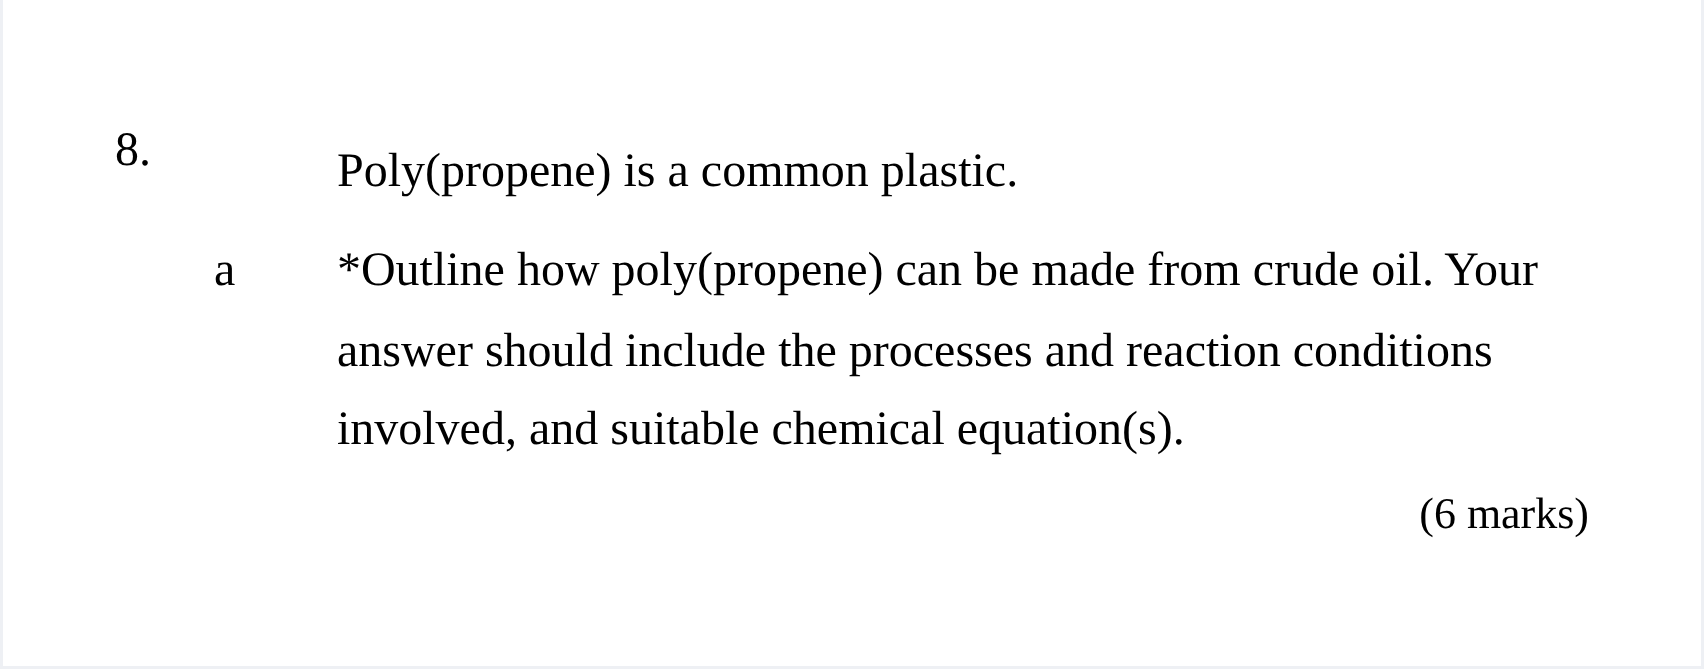 8.
Poly(propene) is a common plastic.
a *Outline how poly(propene) can be made from crude oil. Your
answer should include the processes and reaction conditions
involved, and suitable chemical equation(s).
(6 marks)